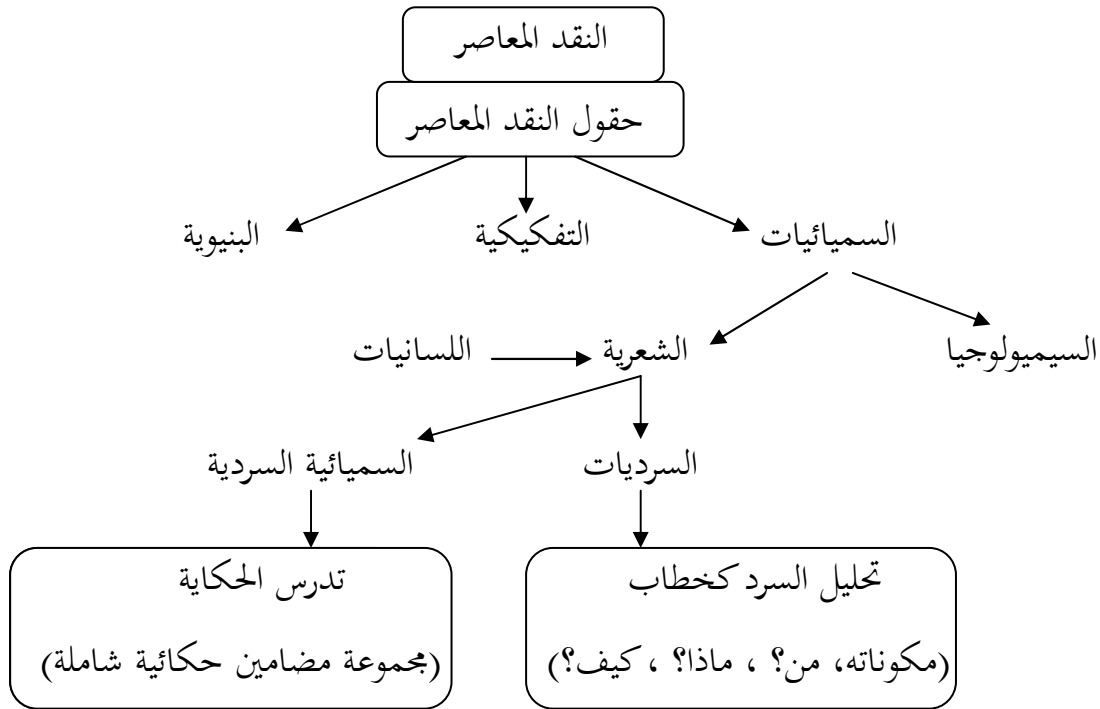 النقد المعاصر
حقول النقد المعاصر
السميائيات
التفكيكية
البنيوية
السيميولوجيا
الشعرية
اللسانيات
السرديات
السميائية السردية
تحليل السرد كخطاب
(مكوناته، من؟ ، ماذا؟ ، كيف؟)
تدرس الحكاية
(مجموعة مضامين حكائية شاملة)